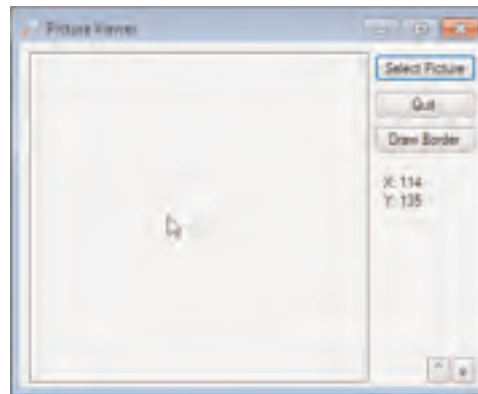 Picture Viewer
Select Picture
Quit
Draw Border
X: 114
Y: 135
^
v